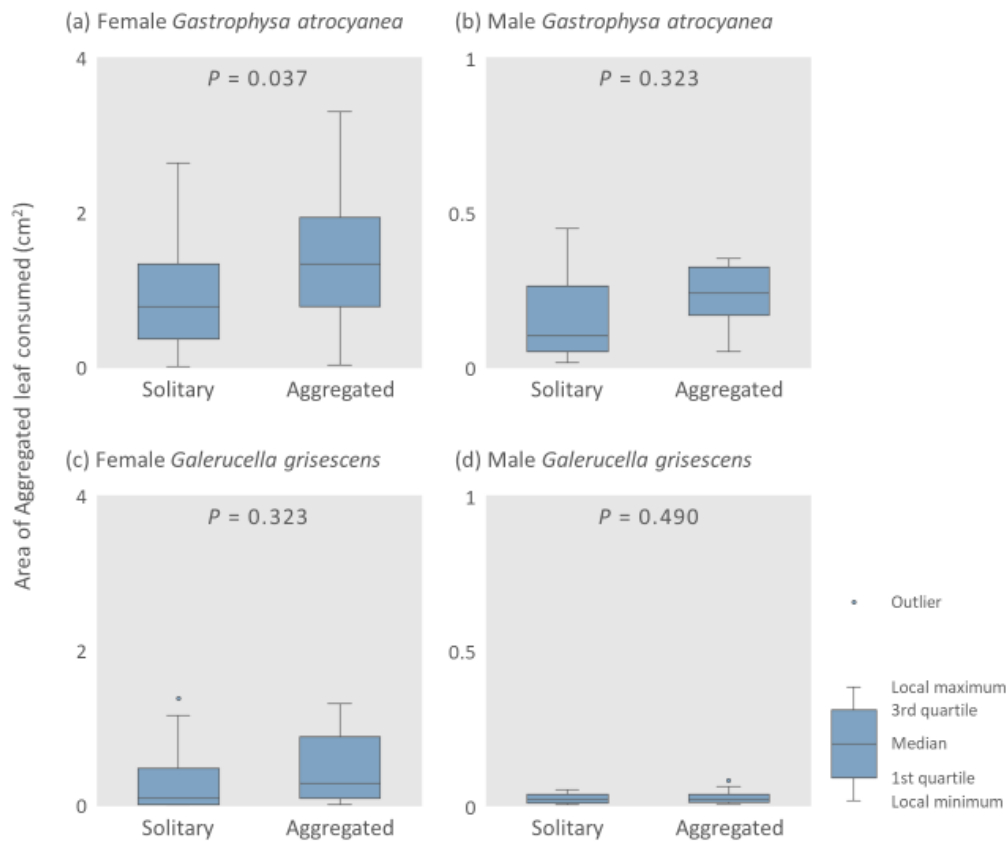 (a) Female Gastrophysa atrocyanea
(b) Male Gastrophysa atrocyanea
Area of Aggregated leaf consumed (cm²)
4
P = 0.037
2
0
Solitary
Aggregated
1
P = 0.323
0.5
0
Solitary
Aggregated
(c) Female Galerucella grisescens
(d) Male Galerucella grisescens
4
P = 0.323
2
0
Solitary
Aggregated
1
P = 0.490
0.5
0
Solitary
Aggregated
Outlier
Local maximum
3rd quartile
Median
1st quartile
Local minimum